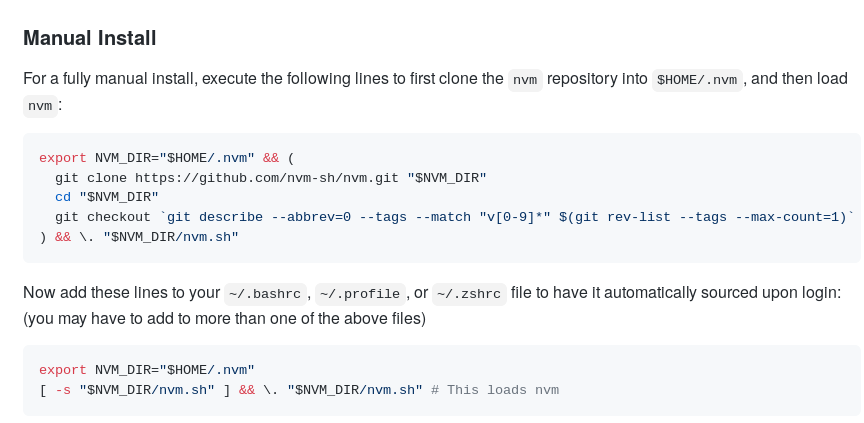 Manual Install
For a fully manual install, execute the following lines to first clone the nvm repository into $HOME/.nvm , and then load
nvm :
export NVM_DIR="$HOME/.nvm" && (
  git clone https://github.com/nvm-sh/nvm.git "$NVM_DIR"
  cd "$NVM_DIR"
  git checkout `git describe --abbrev=0 --tags --match "v[0-9]*" $(git rev-list --tags --max-count=1)`
) && \. "$NVM_DIR/nvm.sh"
Now add these lines to your ~/.bashrc , ~/.profile , or ~/.zshrc file to have it automatically sourced upon login:
(you may have to add to more than one of the above files)
export NVM_DIR="$HOME/.nvm"
[ -s "$NVM_DIR/nvm.sh" ] && \. "$NVM_DIR/nvm.sh" # This loads nvm